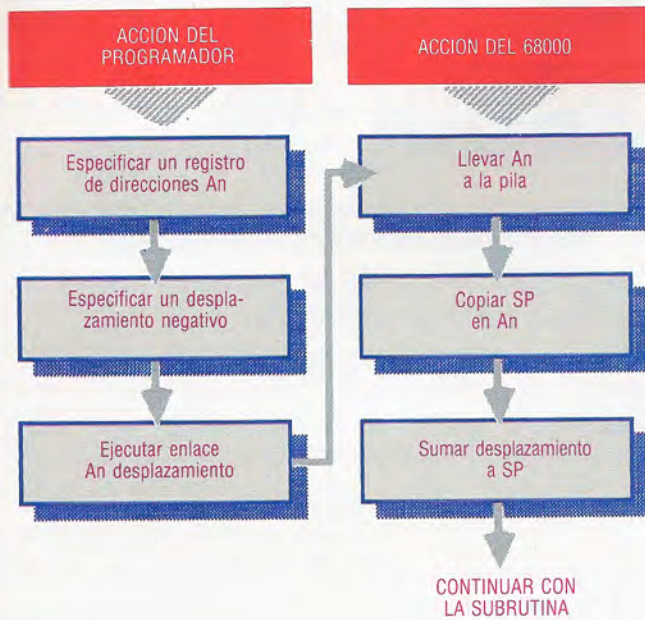 ACCION DEL
PROGRAMADOR
Especificar un registro
de direcciones An
Especificar un despla-
zamiento negativo
Ejecutar enlace
An desplazamiento
ACCION DEL 68000
Llevar An
a la pila
Copiar SP
en An
Sumar desplazamiento
a SP
CONTINUAR CON
LA SUBRUTINA